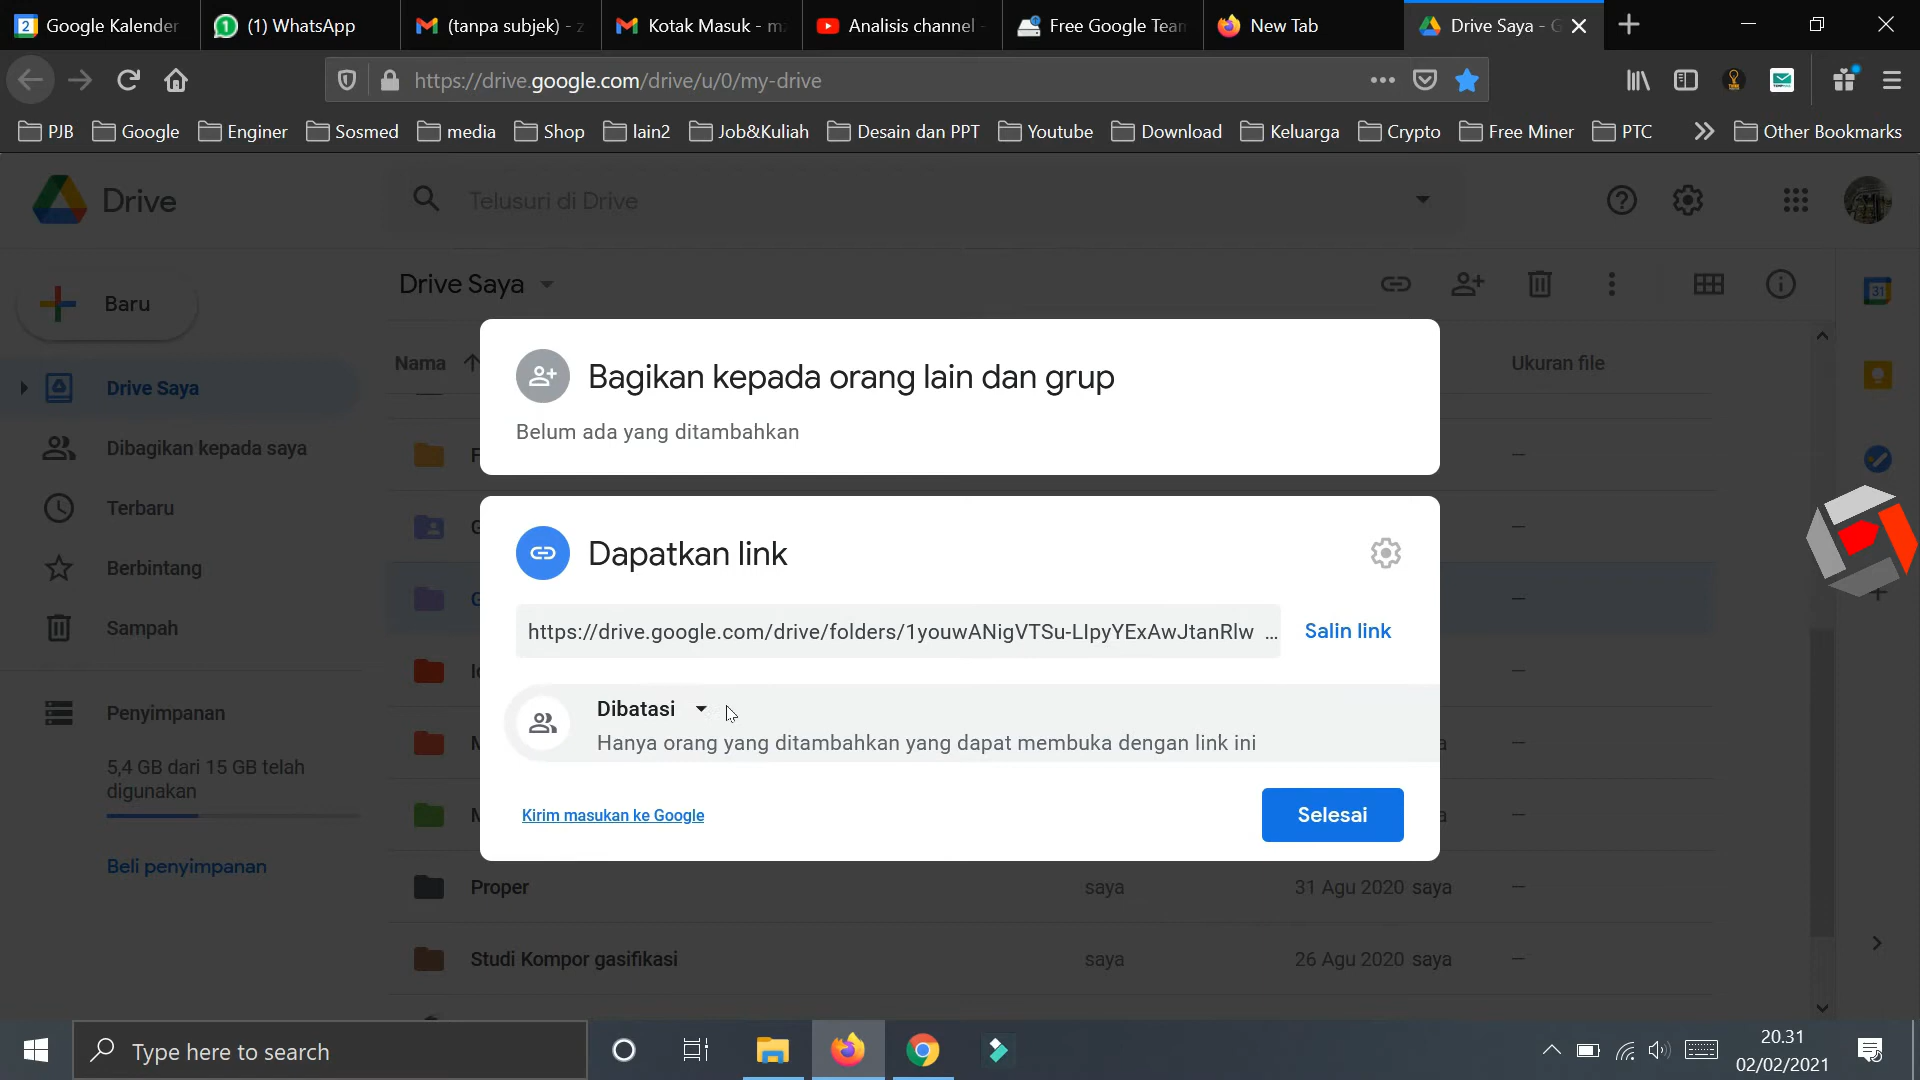 Google Kalender
(1) WhatsApp
(tanpa subjek) -
Kotak Masuk -
Analisis channel
Free Google Tean
New Tab
Drive Saya - G
https://drive.google.com/drive/u/0/my-drive
PJB
Google
Enginer
Sosmed
media
Shop
lain2
Job&Kuliah
Desain dan PPT
Youtube
Download
Keluarga
Crypto
Free Miner
PTC
Other Bookmarks
Drive
Telusuri di Drive
Baru
Drive Saya
Nama
Ukuran file
Drive Saya
Dibagikan kepada saya
Terbaru
Berbintang
Sampah
Penyimpanan
5,4 GB dari 15 GB telah
digunakan
Beli penyimpanan
Bagikan kepada orang lain dan grup
Belum ada yang ditambahkan
Dapatkan link
https://drive.google.com/drive/folders/1youwANigVTSu-LIpyYExAwJtanRlw ...
Salin link
Dibatasi
Hanya orang yang ditambahkan yang dapat membuka dengan link ini
Kirim masukan ke Google
Selesai
Proper
saya
31 Agu 2020 saya
—
Studi Kompor gasifikasi
saya
26 Agu 2020 saya
—
Type here to search
20.31
02/02/2021